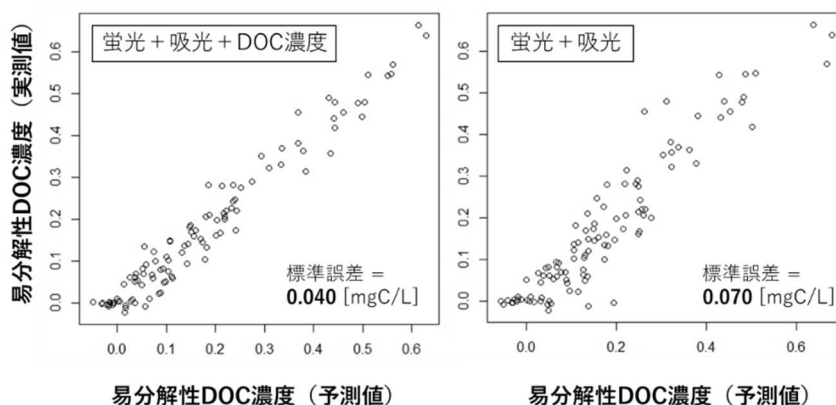 蛍光＋吸光＋DOC濃度
易分解性DOC濃度（実測値）
0.6
0.5
0.4
0.3
0.2
0.1
0.0
標準誤差 =
0.040 [mgC/L]
0.0 0.1 0.2 0.3 0.4 0.5 0.6
易分解性DOC濃度（予測値）
蛍光＋吸光
0.6
0.5
0.4
0.3
0.2
0.1
0.0
標準誤差 =
0.070 [mgC/L]
0.0 0.2 0.4 0.6
易分解性DOC濃度（予測値）